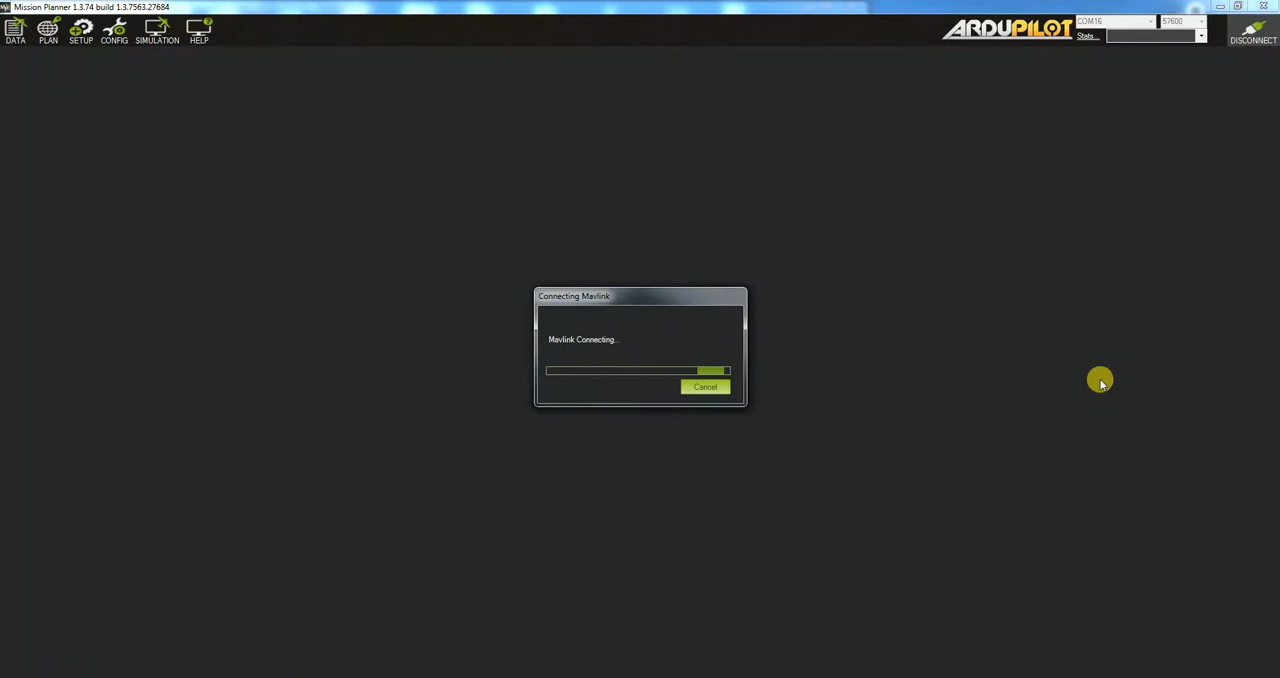 Mission Planner 1.3.74 build 1.3.7563.27684
DATA PLAN SETUP CONFIG SIMULATION HELP
ARDUPILOT
COM16 57600
Stats...
DISCONNECT
Connecting Mavlink
Mavlink Connecting...
Cancel